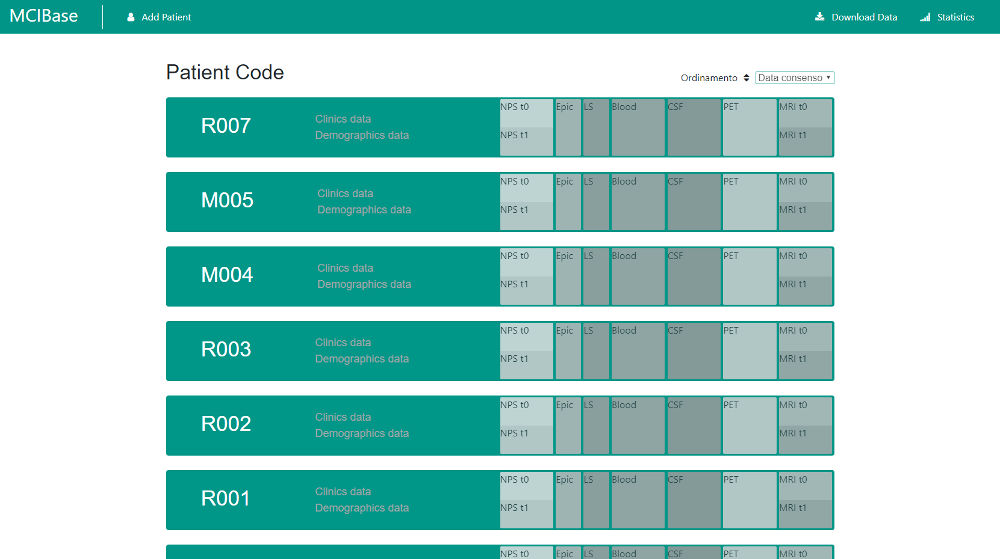 MCIBase Add Patient Download Data Statistics
Patient Code
Ordinamento Data consenso
R007
Clinics data
Demographics data
NPS t0 Epic LS Blood CSF PET MRI t0
NPS t1 MRI t1
M005
Clinics data
Demographics data
NPS t0 Epic LS Blood CSF PET MRI t0
NPS t1 MRI t1
M004
Clinics data
Demographics data
NPS t0 Epic LS Blood CSF PET MRI t0
NPS t1 MRI t1
R003
Clinics data
Demographics data
NPS t0 Epic LS Blood CSF PET MRI t0
NPS t1 MRI t1
R002
Clinics data
Demographics data
NPS t0 Epic LS Blood CSF PET MRI t0
NPS t1 MRI t1
R001
Clinics data
Demographics data
NPS t0 Epic LS Blood CSF PET MRI t0
NPS t1 MRI t1
NPS t0 Epic LS Blood CSF PET MRI t0